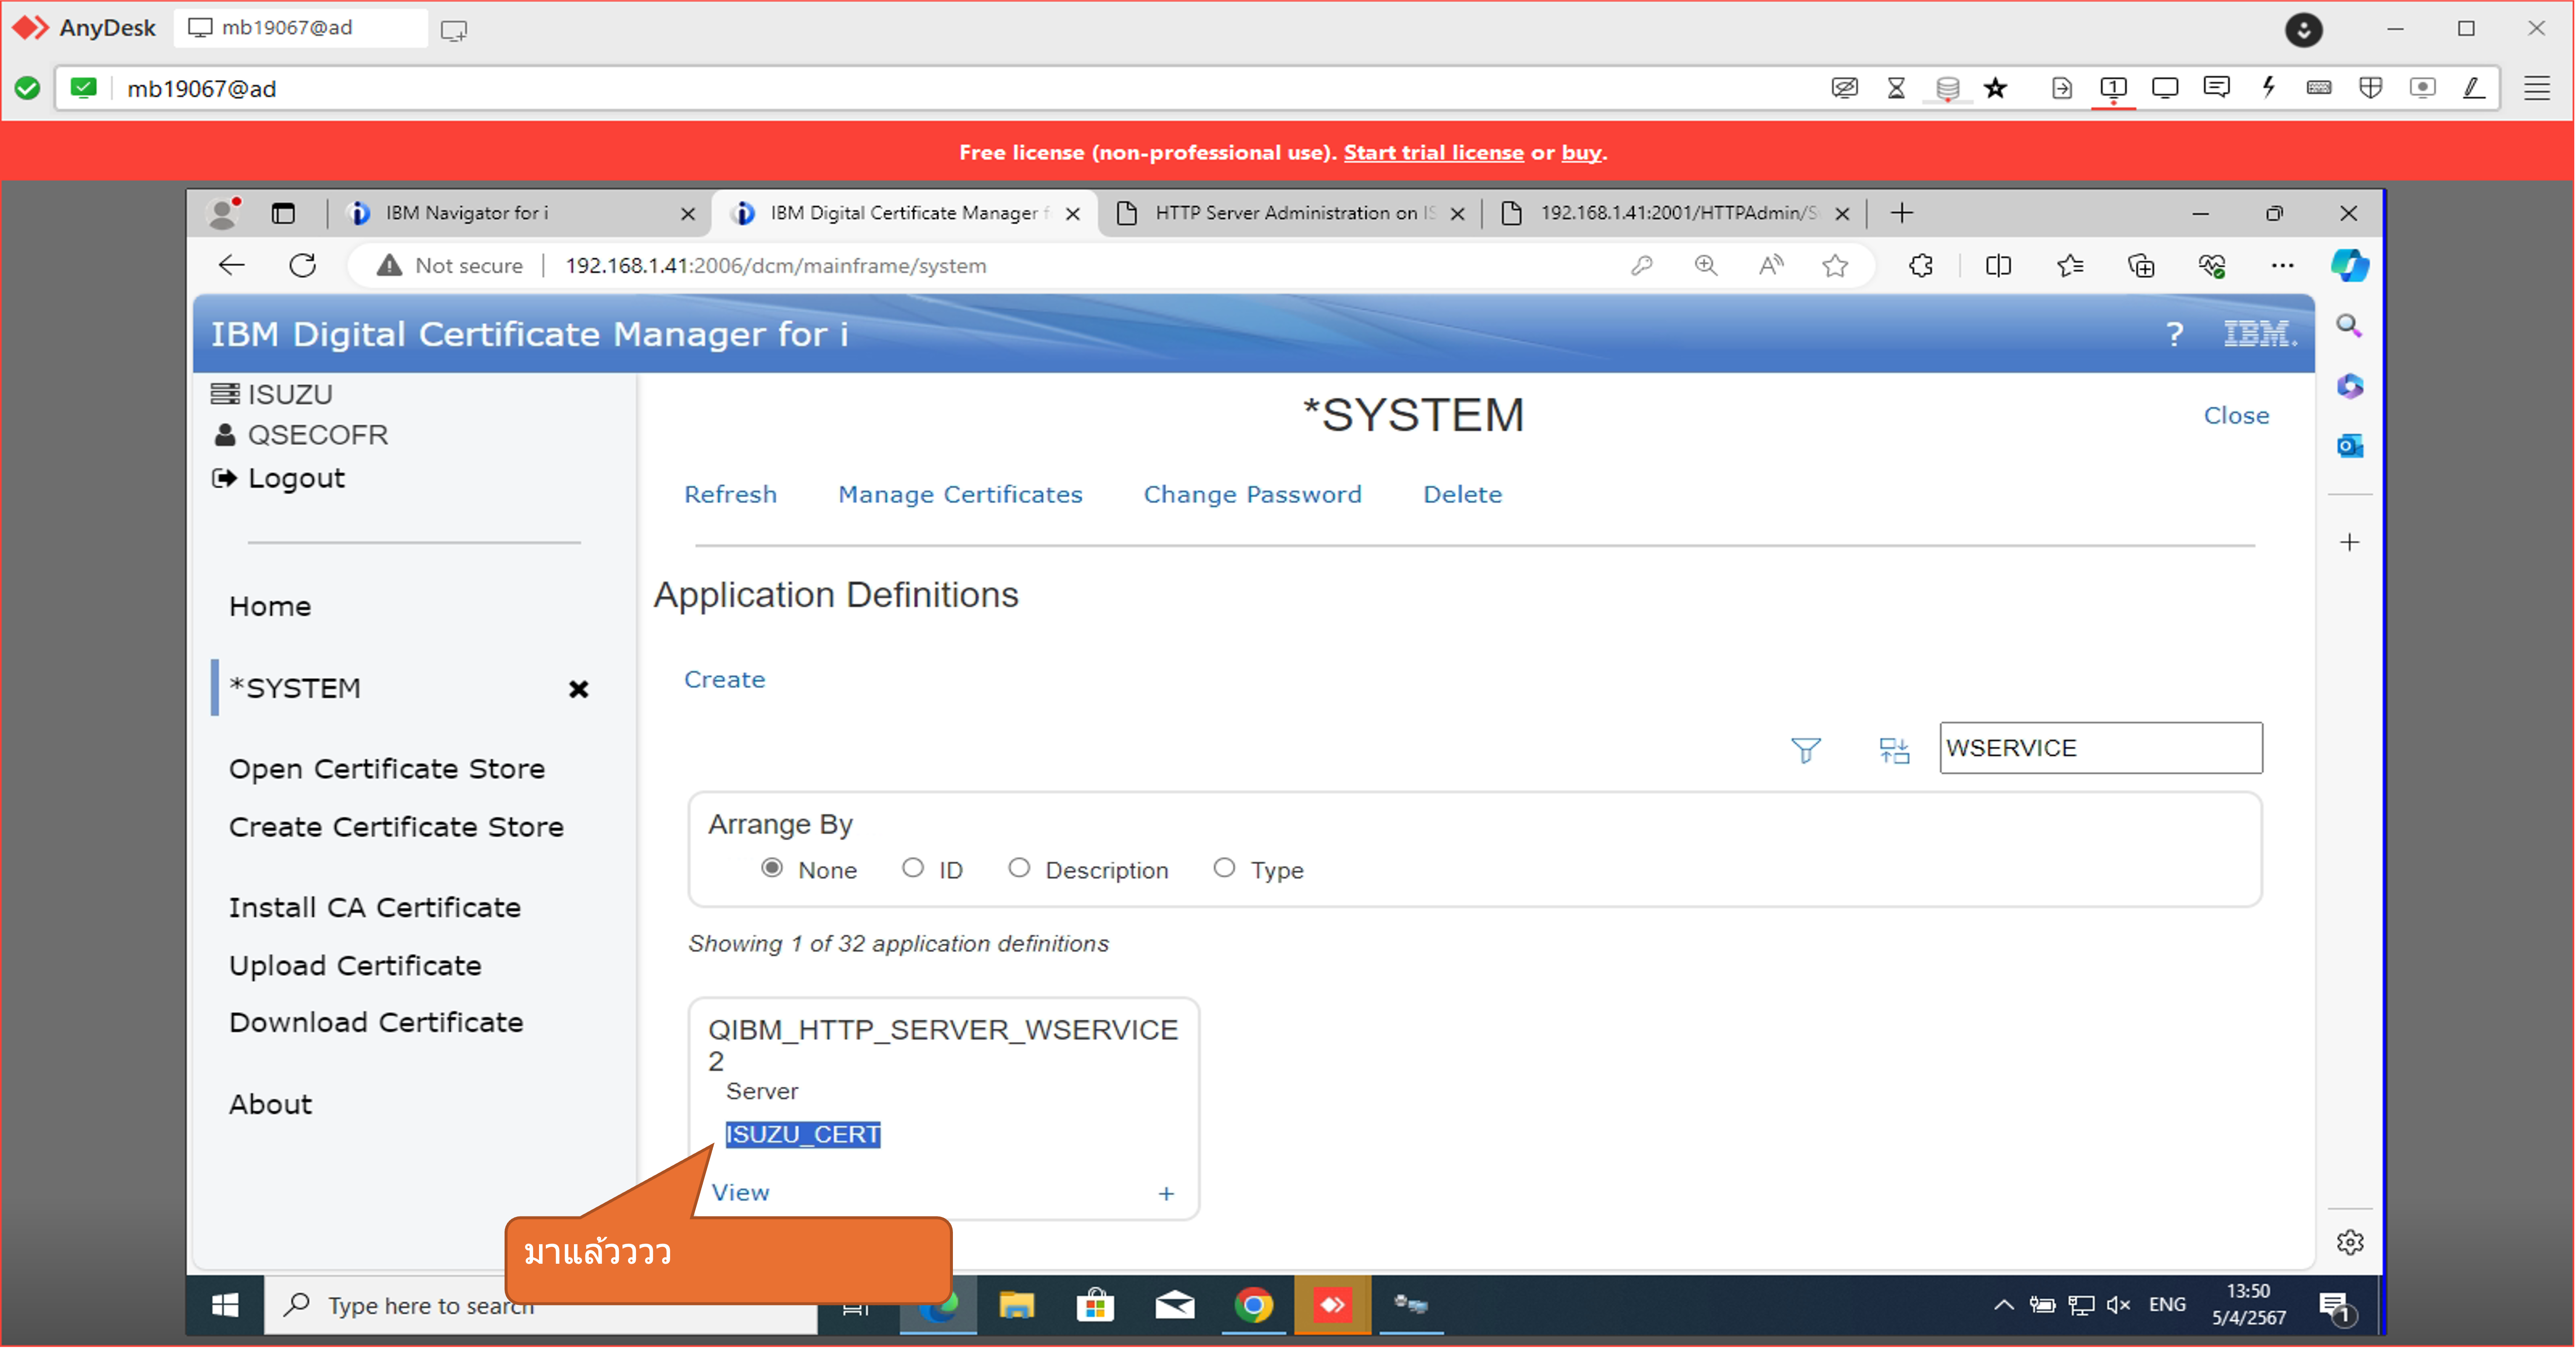 AnyDesk
mb19067@ad
mb19067@ad
1
Free license (non-professional use). Start trial license or buy.
IBM Navigator for i
IBM Digital Certificate Manager f
HTTP Server Administration on IS
192.168.1.41:2001/HTTPAdmin/S
Not secure
192.168.1.41:2006/dcm/mainframe/system
IBM Digital Certificate Manager for i
?
IBM.
ISUZU
QSECOFR
Logout
Home
*SYSTEM
Open Certificate Store
Create Certificate Store
Install CA Certificate
Upload Certificate
Download Certificate
About
*SYSTEM
Close
Refresh
Manage Certificates
Change Password
Delete
Application Definitions
Create
WSERVICE
Arrange By
None
ID
Description
Type
Showing 1 of 32 application definitions
QIBM_HTTP_SERVER_WSERVICE
2
Server
ISUZU_CERT
View
+
มาแล้วววว
Type here to search
ENG
13:50
5/4/2567
1